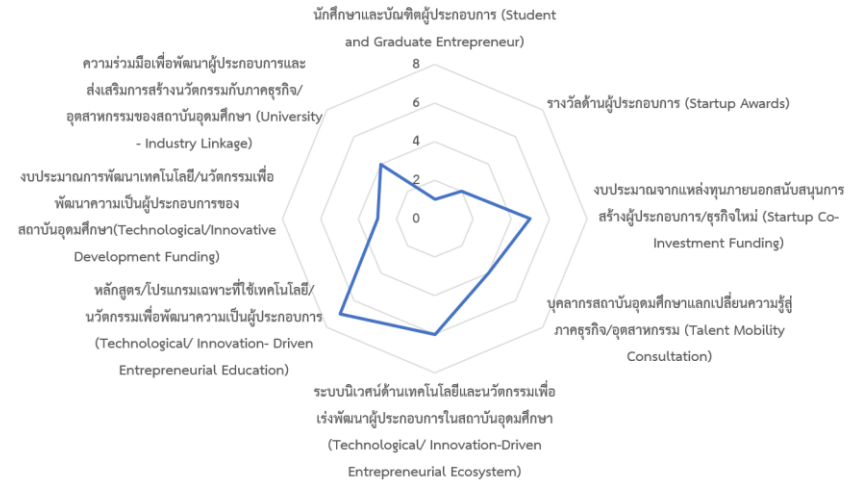 นักศึกษาและบัณฑิตผู้ประกอบการ (Student
and Graduate Entrepreneur)
รางวัลด้านผู้ประกอบการ (Startup Awards)
งบประมาณจากแหล่งทุนภายนอกสนับสนุนการ
สร้างผู้ประกอบการ/ธุรกิจใหม่ (Startup Co-
Investment Funding)
บุคลากรสถาบันอุดมศึกษาแลกเปลี่ยนความรู้สู่
ภาคธุรกิจ/อุตสาหกรรม (Talent Mobility
Consultation)
ระบบนิเวศน์ด้านเทคโนโลยีและนวัตกรรมเพื่อ
เร่งพัฒนาผู้ประกอบการในสถาบันอุดมศึกษา
(Technological/ Innovation-Driven
Entrepreneurial Ecosystem)
หลักสูตร/โปรแกรมเฉพาะที่ใช้เทคโนโลยี/
นวัตกรรมเพื่อพัฒนาความเป็นผู้ประกอบการ
(Technological/ Innovation- Driven
Entrepreneurial Education)
งบประมาณการพัฒนาเทคโนโลยี/นวัตกรรมเพื่อ
พัฒนาความเป็นผู้ประกอบการของ
สถาบันอุดมศึกษา(Technological/Innovative
Development Funding)
ความร่วมมือเพื่อพัฒนาผู้ประกอบการและ
ส่งเสริมการสร้างนวัตกรรมกับภาคธุรกิจ/
อุตสาหกรรมของสถาบันอุดมศึกษา (University
- Industry Linkage)
8
6
4
2
0